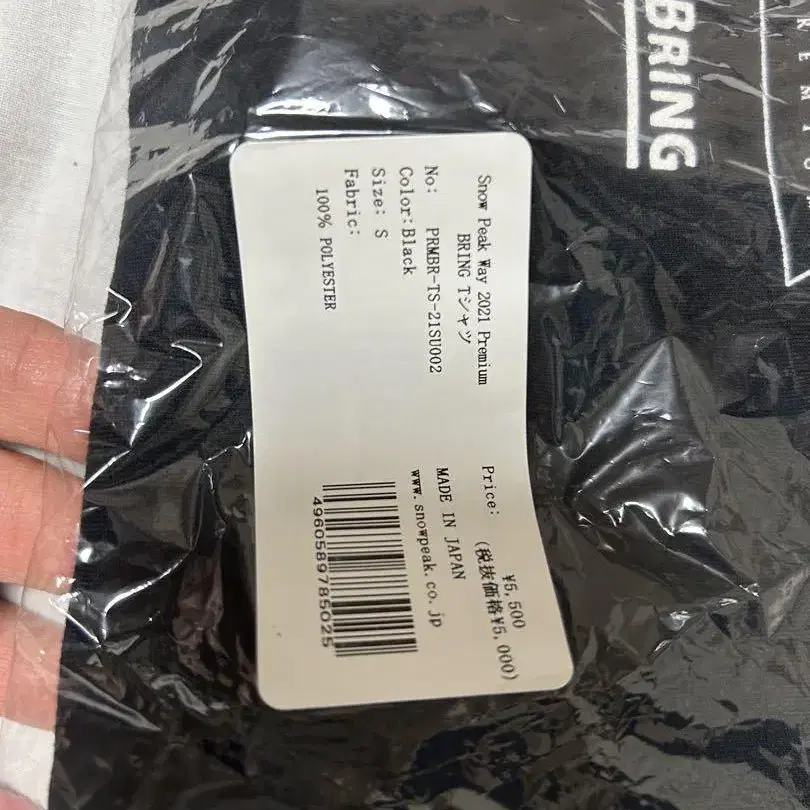 BRING
Snow Peak Way 2021 Premium
BRING Tシャツ
No: PRMBR-TS-21SU002
Color:Black
Size: S
Fabric:
100% POLYESTER
Price:
¥5,500
(税抜価格¥5,000)
MADE IN JAPAN
www.snowpeak.co.jp
4960589785025